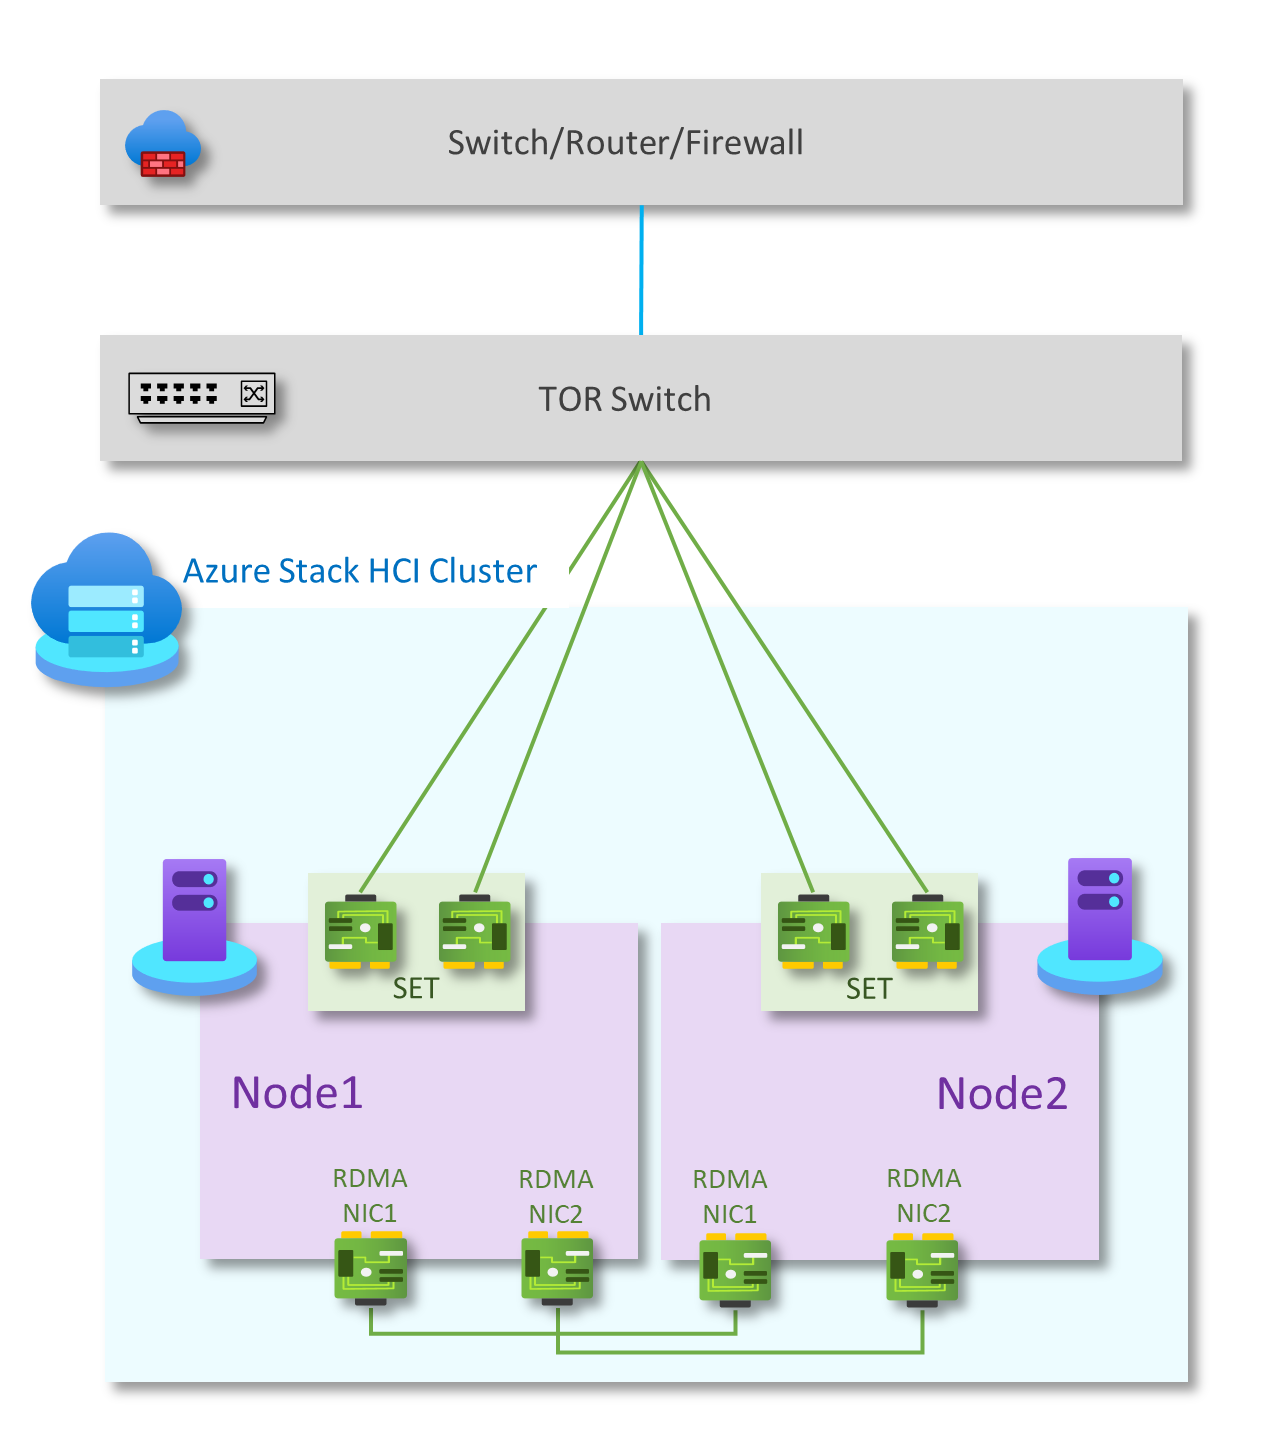 Switch/Router/Firewall
TOR Switch
Azure Stack HCI Cluster
SET
SET
Node1
Node2
RDMA
NIC1
RDMA
NIC2
RDMA
NIC1
RDMA
NIC2